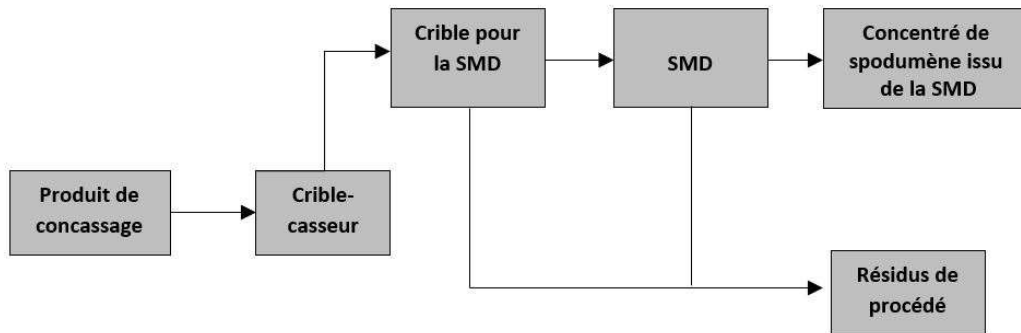 Produit de
concassage
Crible-
casseur
Crible pour
la SMD
SMD
Concentré de
spodumène issu
de la SMD
Résidus de
procédé